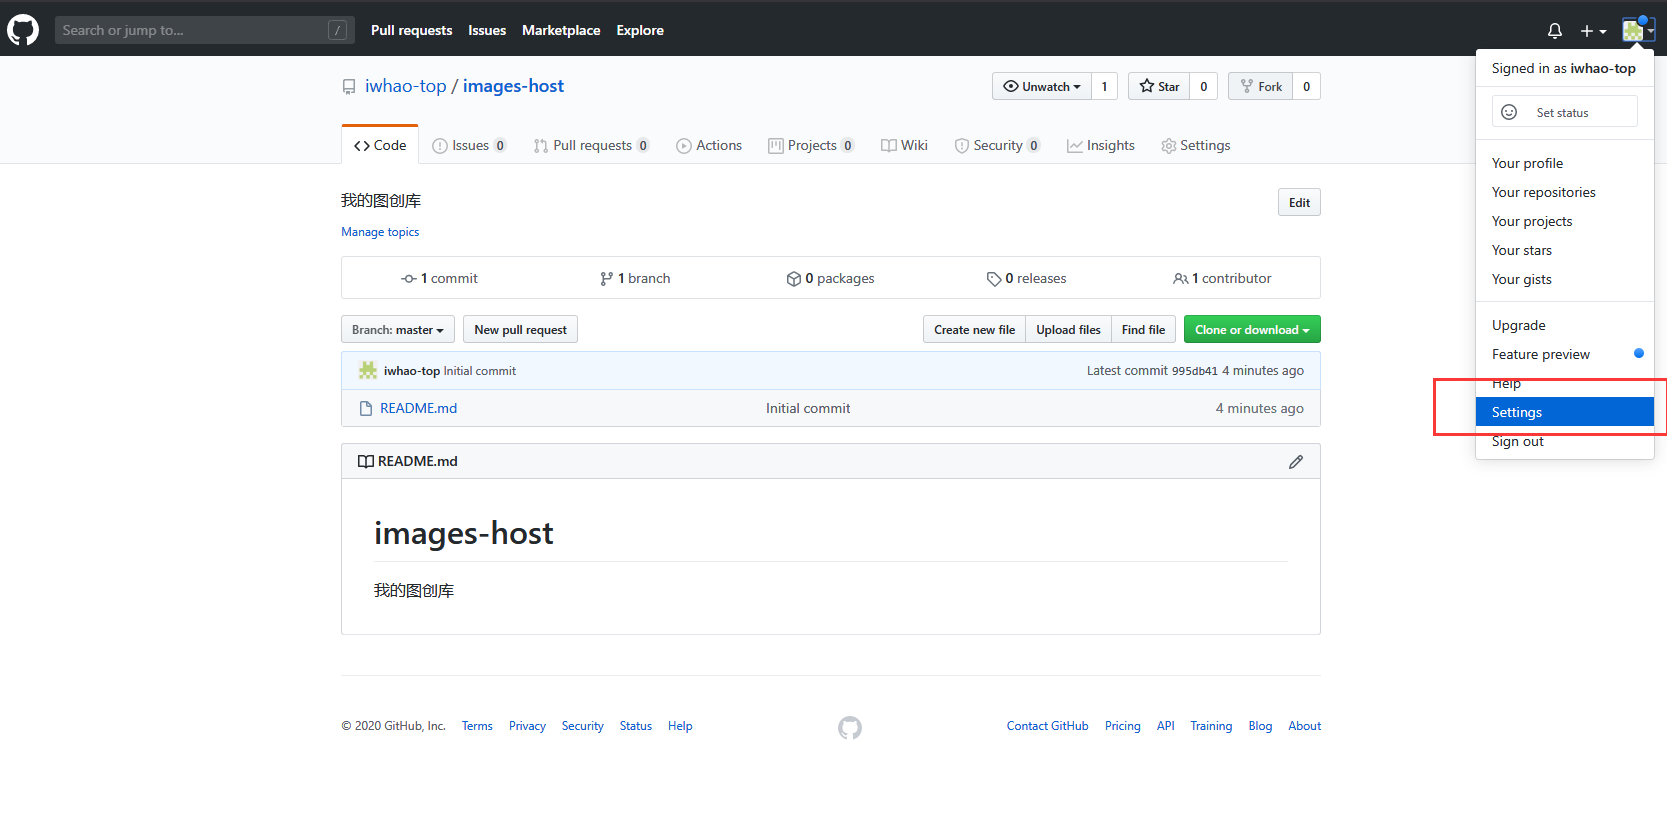 Search or jump to... / Pull requests Issues Marketplace Explore
Signed in as iwhao-top
Set status
Your profile
Your repositories
Your projects
Your stars
Your gists
Upgrade
Feature preview
Help
Settings
Sign out
iwhao-top / images-host Unwatch 1 Star 0 Fork 0
Code Issues 0 Pull requests 0 Actions Projects 0 Wiki Security 0 Insights Settings
我的图创库 Edit
Manage topics
1 commit 1 branch 0 packages 0 releases 1 contributor
Branch: master New pull request Create new file Upload files Find file Clone or download
iwhao-top Initial commit Latest commit 995db41 4 minutes ago
README.md Initial commit 4 minutes ago
README.md
images-host
我的图创库
© 2020 GitHub, Inc. Terms Privacy Security Status Help Contact GitHub Pricing API Training Blog About